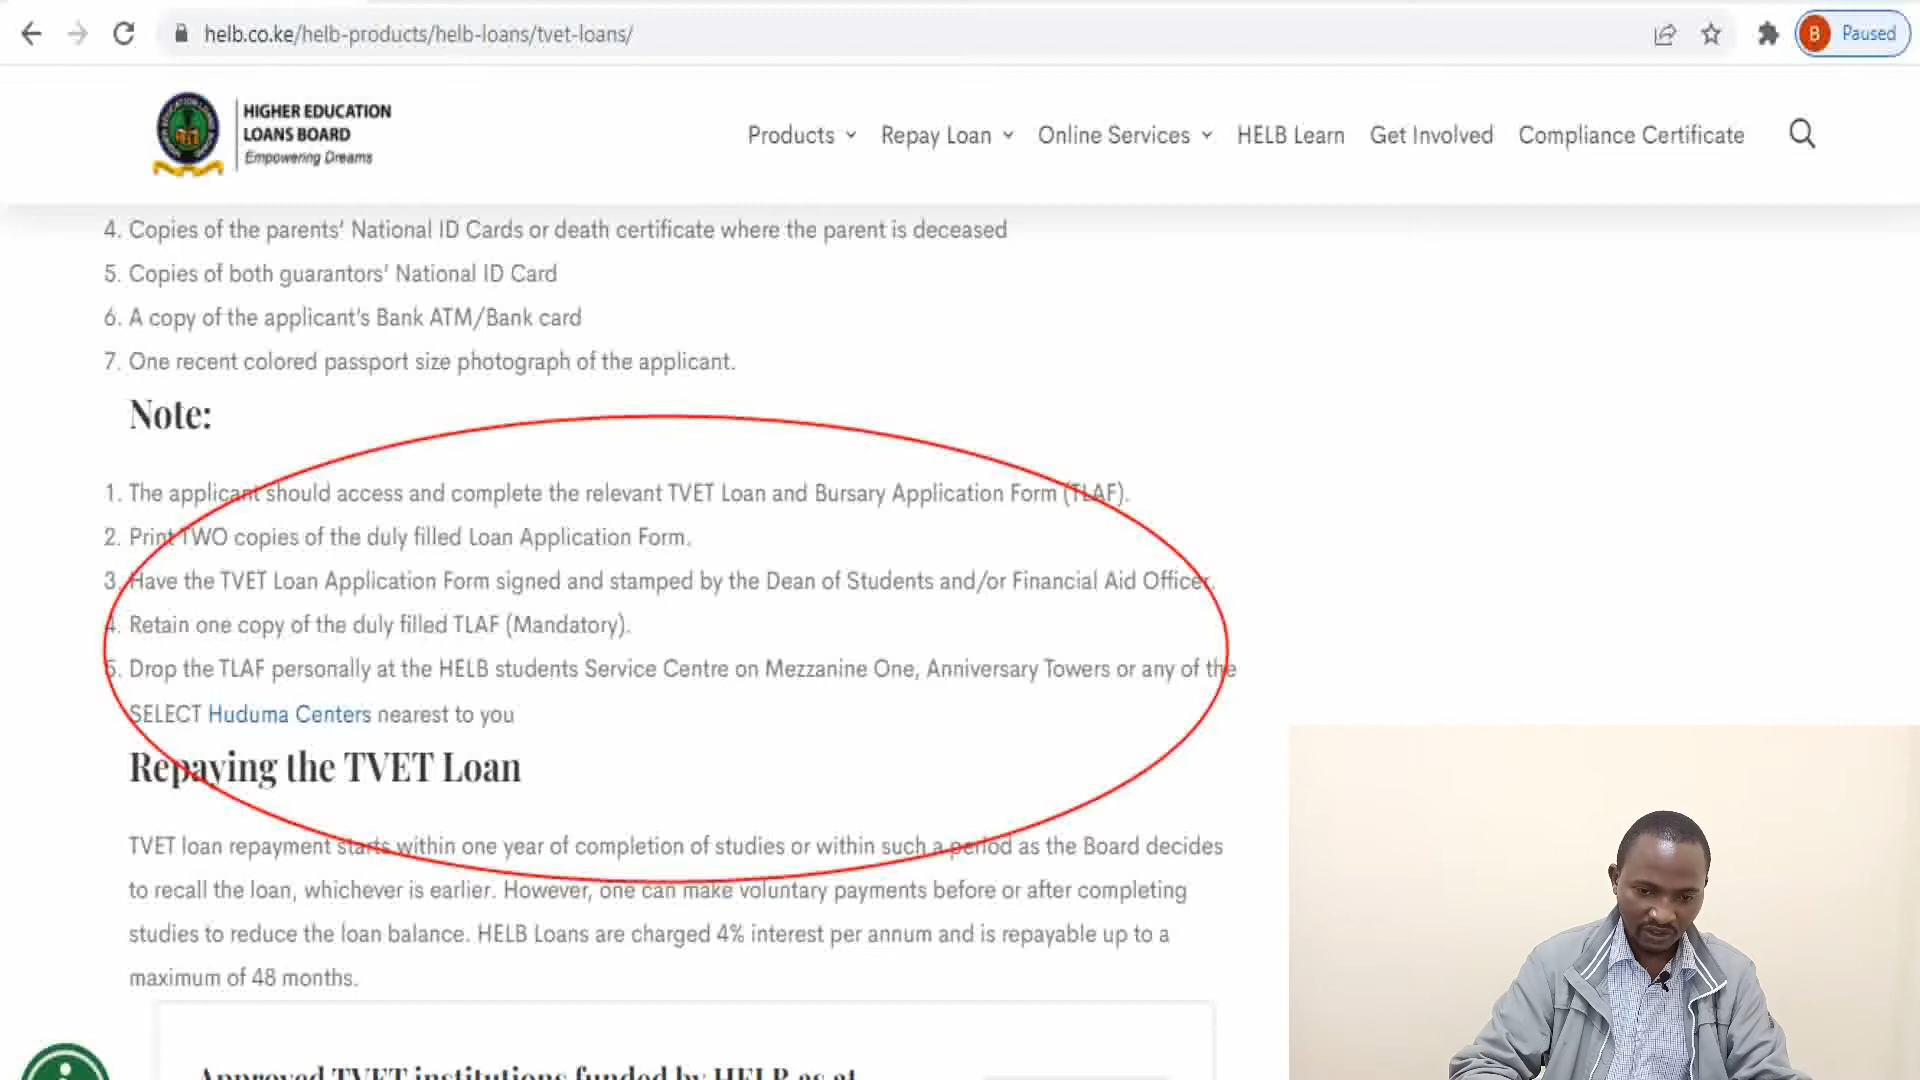 helb.co.ke/helb-products/helb-loans/tvet-loans/
B Paused
HIGHER EDUCATION
LOANS BOARD
Empowering Dreams
Products Repay Loan Online Services HELB Learn Get Involved Compliance Certificate
4. Copies of the parents' National ID Cards or death certificate where the parent is deceased
5. Copies of both guarantors' National ID Card
6. A copy of the applicant's Bank ATM/Bank card
7. One recent colored passport size photograph of the applicant.
Note:
1. The applicant should access and complete the relevant TVET Loan and Bursary Application Form (TLAF).
2. Print TWO copies of the duly filled Loan Application Form.
3. Have the TVET Loan Application Form signed and stamped by the Dean of Students and/or Financial Aid Officer.
4. Retain one copy of the duly filled TLAF (Mandatory).
5. Drop the TLAF personally at the HELB students Service Centre on Mezzanine One, Anniversary Towers or any of the
SELECT Huduma Centers nearest to you
Repaying the TVET Loan
TVET loan repayment starts within one year of completion of studies or within such a period as the Board decides
to recall the loan, whichever is earlier. However, one can make voluntary payments before or after completing
studies to reduce the loan balance. HELB Loans are charged 4% interest per annum and is repayable up to a
maximum of 48 months.
Approved TVET institutions funded by HELB as at